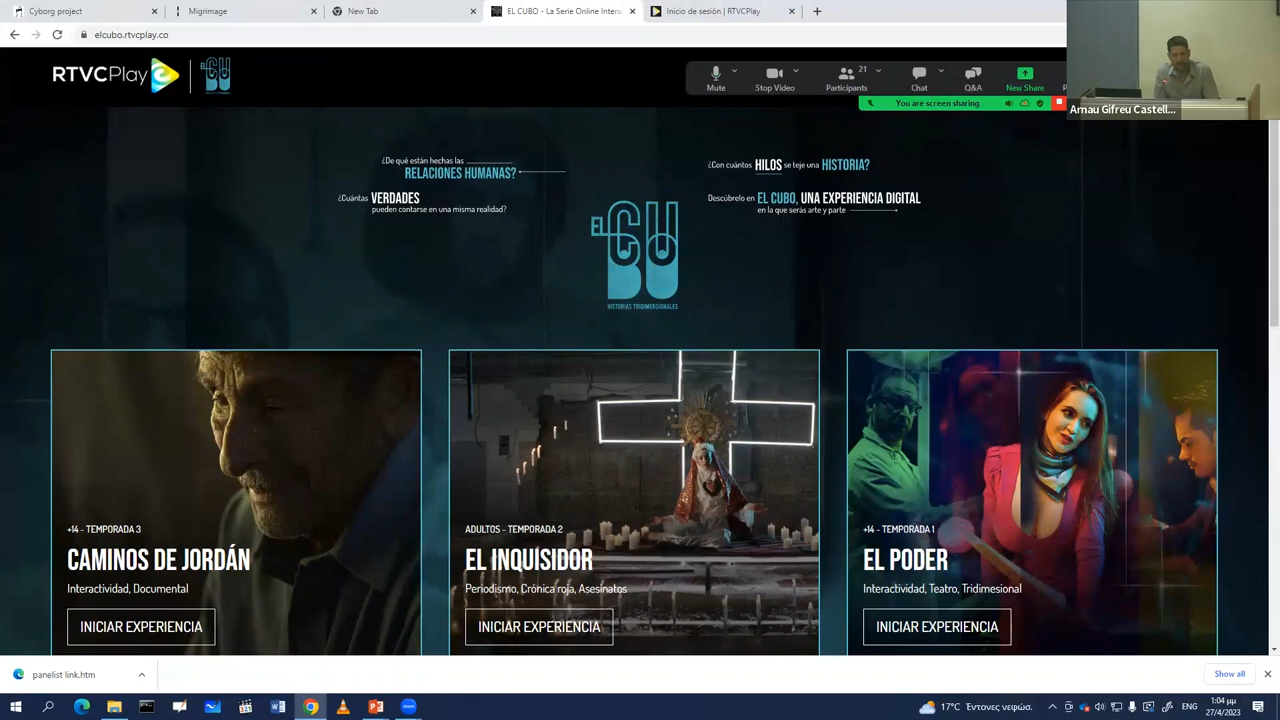 Cyborg project
Migrimage
New Tab
EL CUBO - La Serie Online Inter
Inicio de sesión | RTVCPlay
elcubo.rtvcplay.co
RTVCPlay
EL CUBO
Mute
Stop Video
21
Participants
Chat
Q&A
New Share
You are screen sharing
Arnau Gifreu Castell...
¿De qué están hechas las
RELACIONES HUMANAS?
¿Cuántas VERDADES
pueden contarse en una misma realidad?
¿Con cuántos HILOS se teje una HISTORIA?
Descúbrelo en EL CUBO, UNA EXPERIENCIA DIGITAL
en la que serás arte y parte
EL CUBO
HISTORIAS TRIDIMENSIONALES
+14 - TEMPORADA 3
CAMINOS DE JORDÁN
Interactividad, Documental
INICIAR EXPERIENCIA
ADULTOS - TEMPORADA 2
EL INQUISIDOR
Periodismo, Crónica roja, Asesinatos
INICIAR EXPERIENCIA
+14 - TEMPORADA 1
EL PODER
Interactividad, Teatro, Tridimesional
INICIAR EXPERIENCIA
panelist link.htm
Show all
17°C Έντονες νεφώσ.
1:04 μμ
27/4/2023